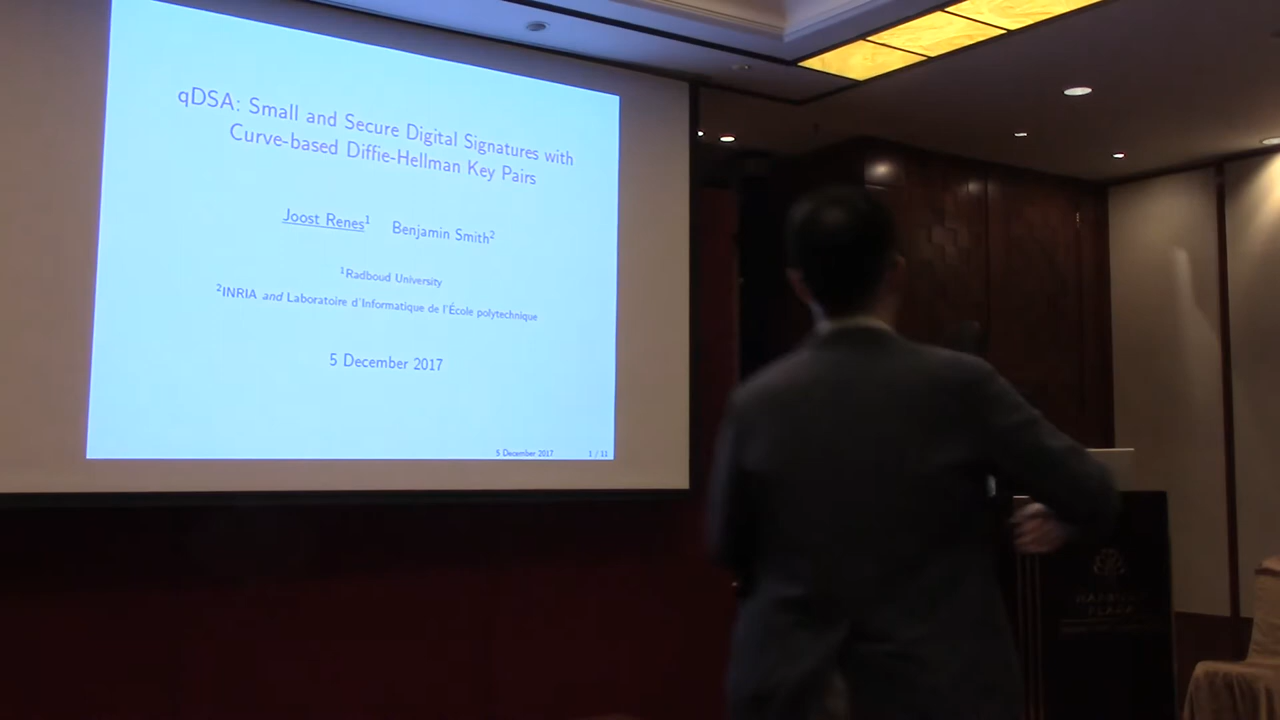 qDSA: Small and Secure Digital Signatures with
Curve-based Diffie-Hellman Key Pairs
Joost Renes¹ Benjamin Smith²
¹Radboud University
²INRIA and Laboratoire d'Informatique de l'École polytechnique
5 December 2017
5 December 2017 1 / 11